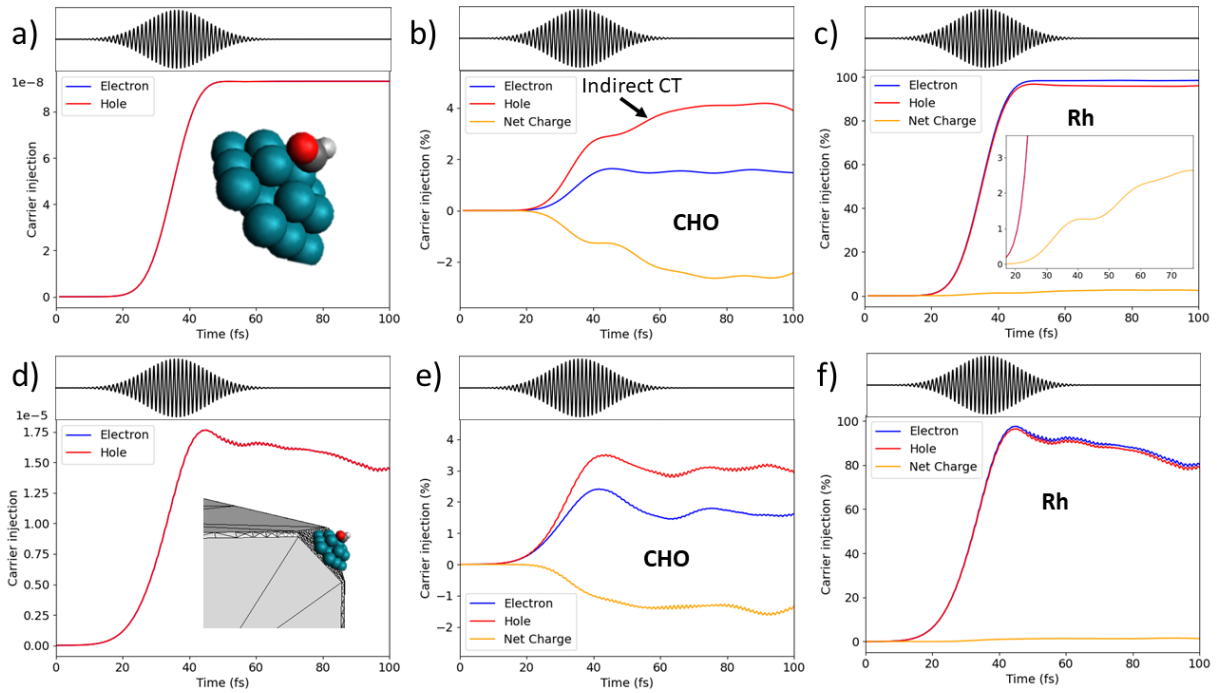 a)
1e-8
Electron
Hole
Carrier injection
8
6
4
2
0
0 20 40 60 80 100
Time (fs)
b)
Electron
Hole
Net Charge
Indirect CT
CHO
Carrier injection (%)
4
2
0
−2
0 20 40 60 80 100
Time (fs)
c)
Electron
Hole
Net Charge
Rh
Carrier injection (%)
100
80
60
40
20
0
3
2
1
0
20 30 40 50 60 70
0 20 40 60 80 100
Time (fs)
d)
1e-5
Electron
Hole
Carrier injection
1.75
1.50
1.25
1.00
0.75
0.50
0.25
0.00
0 20 40 60 80 100
Time (fs)
e)
CHO
Electron
Hole
Net Charge
Carrier injection (%)
4
3
2
1
0
−1
−2
0 20 40 60 80 100
Time (fs)
f)
Electron
Hole
Net Charge
Rh
Carrier injection (%)
100
80
60
40
20
0
0 20 40 60 80 100
Time (fs)